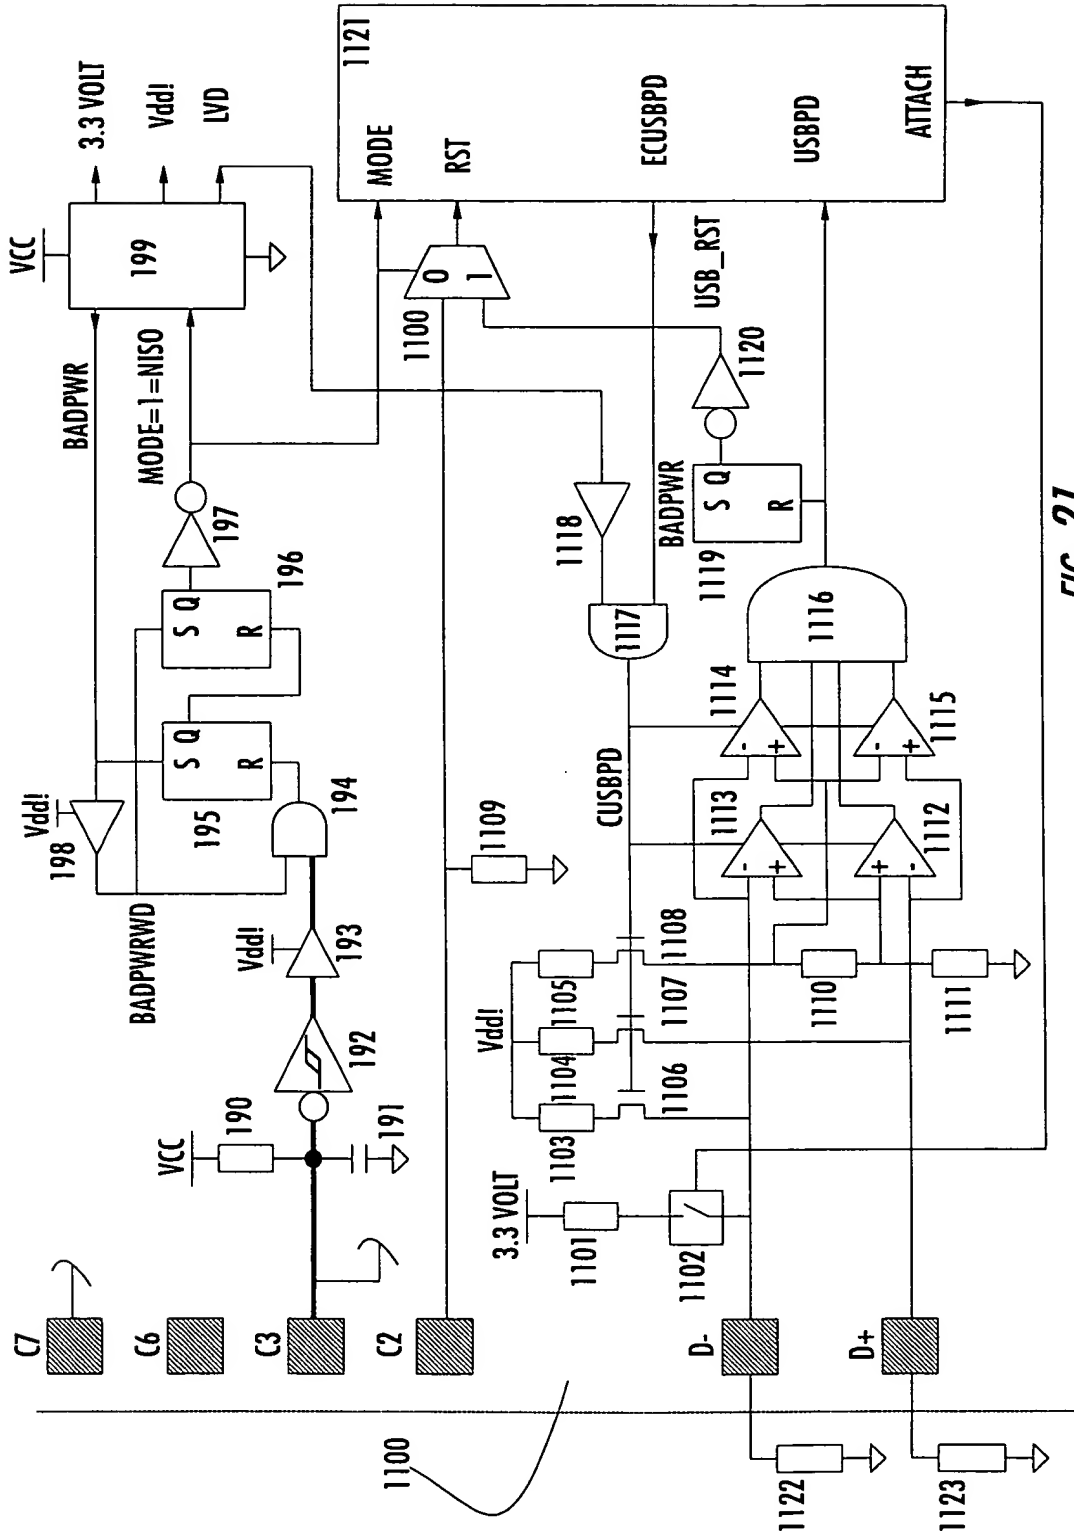 C7
C6
C3
C2
D-
D+
1100
1122
1123
VCC
190
191
192
Vdd!
193
194
BADPWRWD
Vdd!
198
195
S Q
R
196
S Q
R
197
MODE=1=NISO
BADPWR
VCC
199
3.3 VOLT
Vdd!
LVD
1121
MODE
RST
ECUSBPD
USBPD
ATTACH
1100
0
1
USB_RST
1120
BADPWR
1119
S Q
R
1118
1117
1116
1114
-
+
1115
-
+
1113
-
+
1112
+
-
CUSBPD
1109
Vdd!
1103
1104
1105
1106
1107
1108
1110
1111
3.3 VOLT
1101
1102
FIG. 21